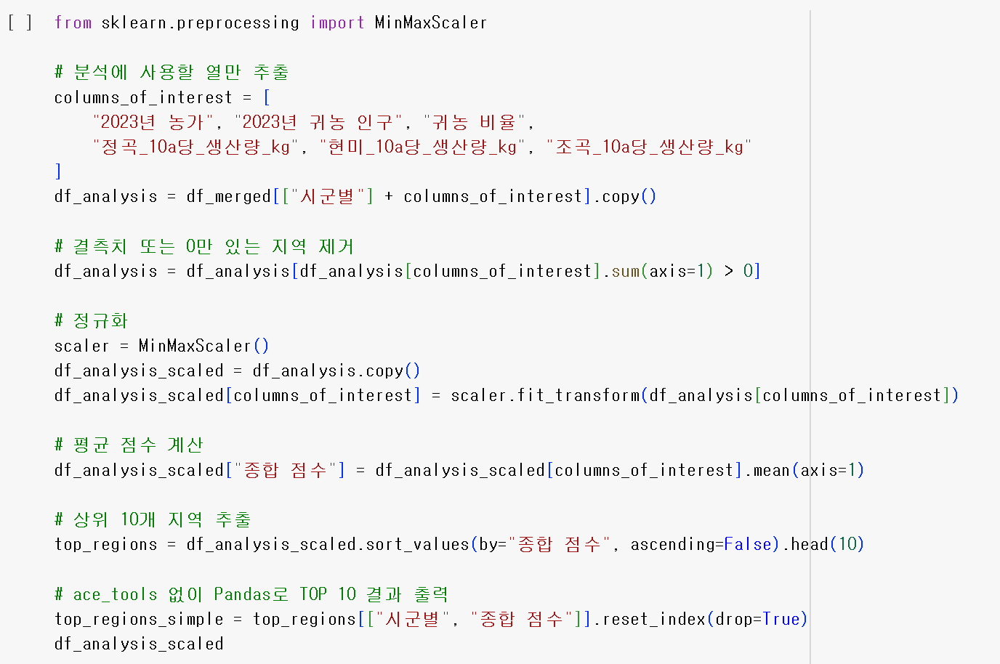 [ ] from sklearn.preprocessing import MinMaxScaler
# 분석에 사용할 열만 추출
columns_of_interest = [
"2023년 농가", "2023년 귀농 인구", "귀농 비율",
"정곡_10a당_생산량_kg", "현미_10a당_생산량_kg", "조곡_10a당_생산량_kg"
]
df_analysis = df_merged[["시군별"] + columns_of_interest].copy()
# 결측치 또는 0만 있는 지역 제거
df_analysis = df_analysis[df_analysis[columns_of_interest].sum(axis=1) > 0]
# 정규화
scaler = MinMaxScaler()
df_analysis_scaled = df_analysis.copy()
df_analysis_scaled[columns_of_interest] = scaler.fit_transform(df_analysis[columns_of_interest])
# 평균 점수 계산
df_analysis_scaled["종합 점수"] = df_analysis_scaled[columns_of_interest].mean(axis=1)
# 상위 10개 지역 추출
top_regions = df_analysis_scaled.sort_values(by="종합 점수", ascending=False).head(10)
# ace_tools 없이 Pandas로 TOP 10 결과 출력
top_regions_simple = top_regions[["시군별", "종합 점수"]].reset_index(drop=True)
df_analysis_scaled